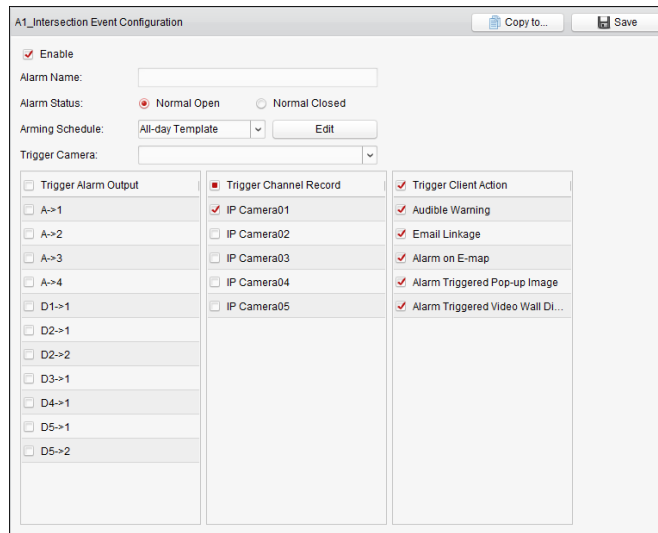 A1_Intersection Event Configuration
Copy to...
Save
Enable
Alarm Name:
Alarm Status:
Normal Open
Normal Closed
Arming Schedule:
All-day Template
Edit
Trigger Camera:
Trigger Alarm Output
A->1
A->2
A->3
A->4
D1->1
D2->1
D2->2
D3->1
D4->1
D5->1
D5->2
Trigger Channel Record
IP Camera01
IP Camera02
IP Camera03
IP Camera04
IP Camera05
Trigger Client Action
Audible Warning
Email Linkage
Alarm on E-map
Alarm Triggered Pop-up Image
Alarm Triggered Video Wall Di...